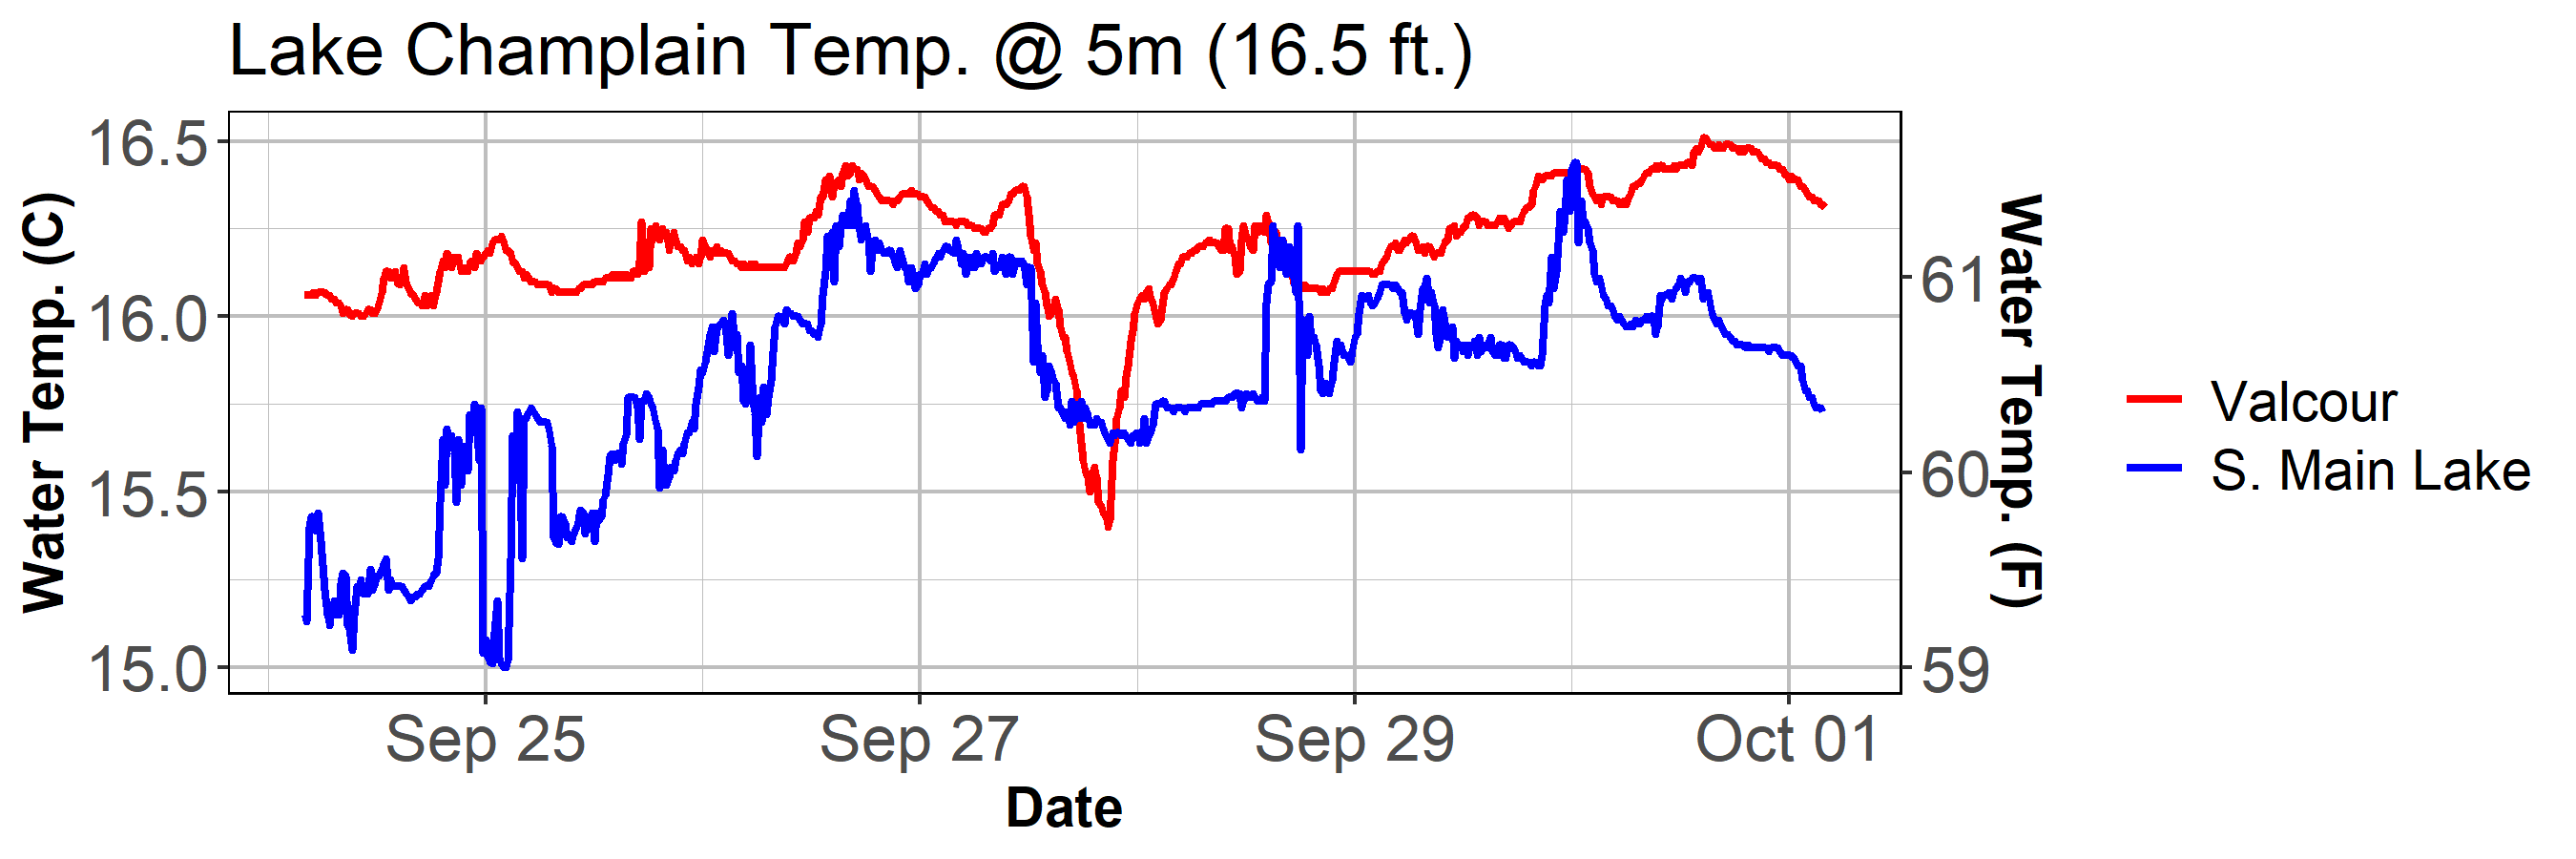 Lake Champlain Temp. @ 5m (16.5 ft.)
Water Temp. (C)
16.5
16.0
15.5
15.0
61
60
59
Water Temp. (F)
Sep 25
Sep 27
Sep 29
Oct 01
Date
Valcour
S. Main Lake